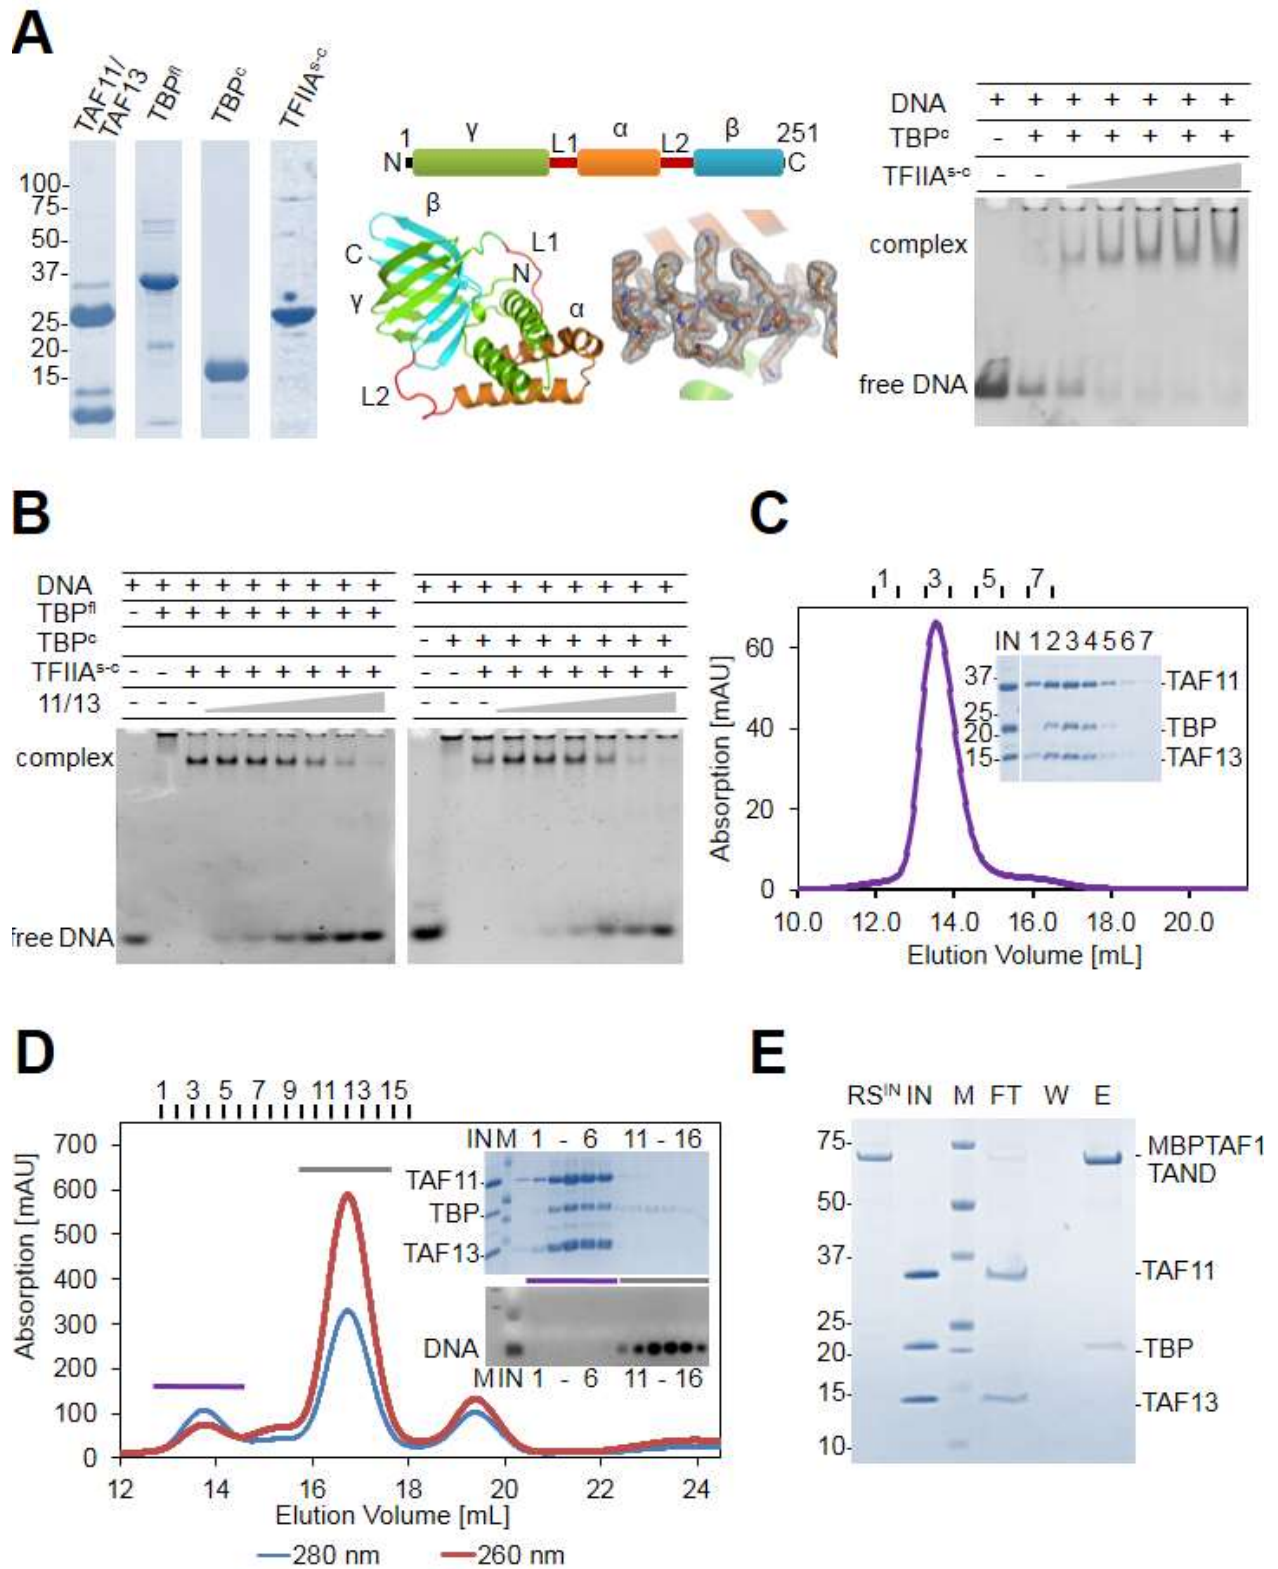 A
TAF11/
TAF13
TBPfl
TBPc
TFIIAs-c
100-
75-
50-
37-
25-
20-
15-
1
γ
L1
α
L2
β
251
N
C
β
C
γ
N
L1
α
L2
DNA + + + + + + +
TBPc - + + + + + +
TFIIAs-c - -
complex
free DNA
B
DNA + + + + + + + + +
TBPfl - + + + + + + + +
TBPc
TFIIAs-c - - + + + + + + +
11/13 - - -
+ + + + + + + + +
- + + + + + + + +
- - + + + + + + +
- - -
complex
free DNA
C
1 3 5 7
Absorption [mAU]
60
40
20
0
IN 1 2 3 4 5 6 7
37-
25-
20-
15-
-TAF11
-TBP
-TAF13
10.0 12.0 14.0 16.0 18.0 20.0
Elution Volume [mL]
D
1 3 5 7 9 11 13 15
Absorption [mAU]
700
600
500
400
300
200
100
0
IN M 1 - 6 11 - 16
TAF11-
TBP-
TAF13-
DNA
M IN 1 - 6 11 - 16
12 14 16 18 20 22 24
Elution Volume [mL]
280 nm 260 nm
E
RSIN IN M FT W E
75-
50-
37-
25-
20-
15-
10-
- MBPTAF1
TAND
-TAF11
-TBP
-TAF13